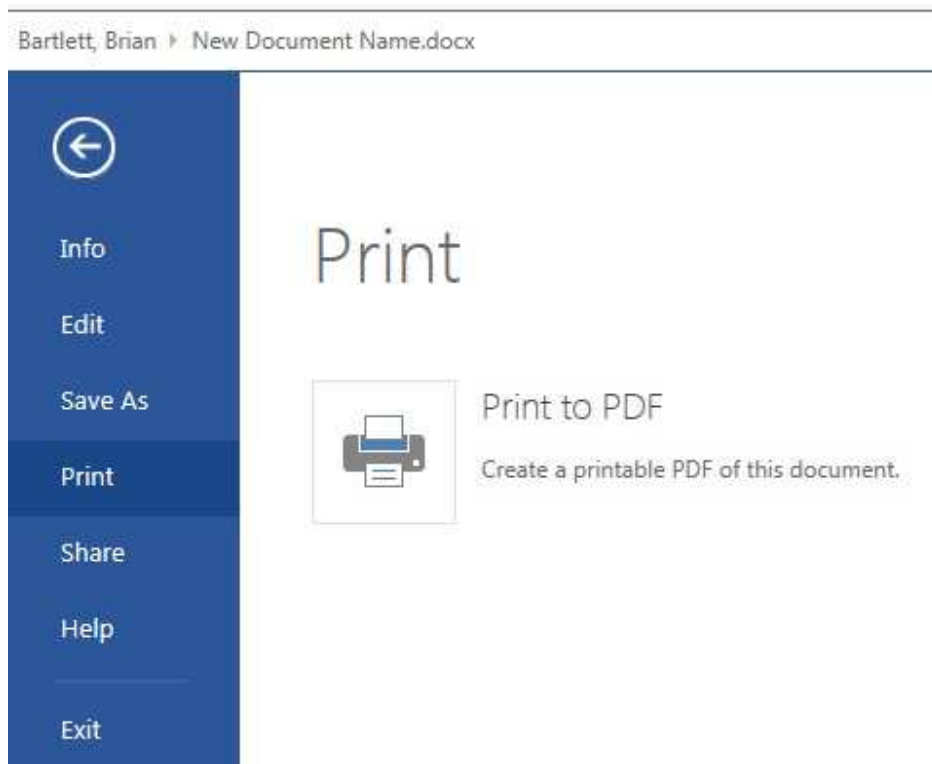 Bartlett, Brian ▸ New Document Name.docx
Info
Edit
Save As
Print
Share
Help
Exit
Print
Print to PDF
Create a printable PDF of this document.